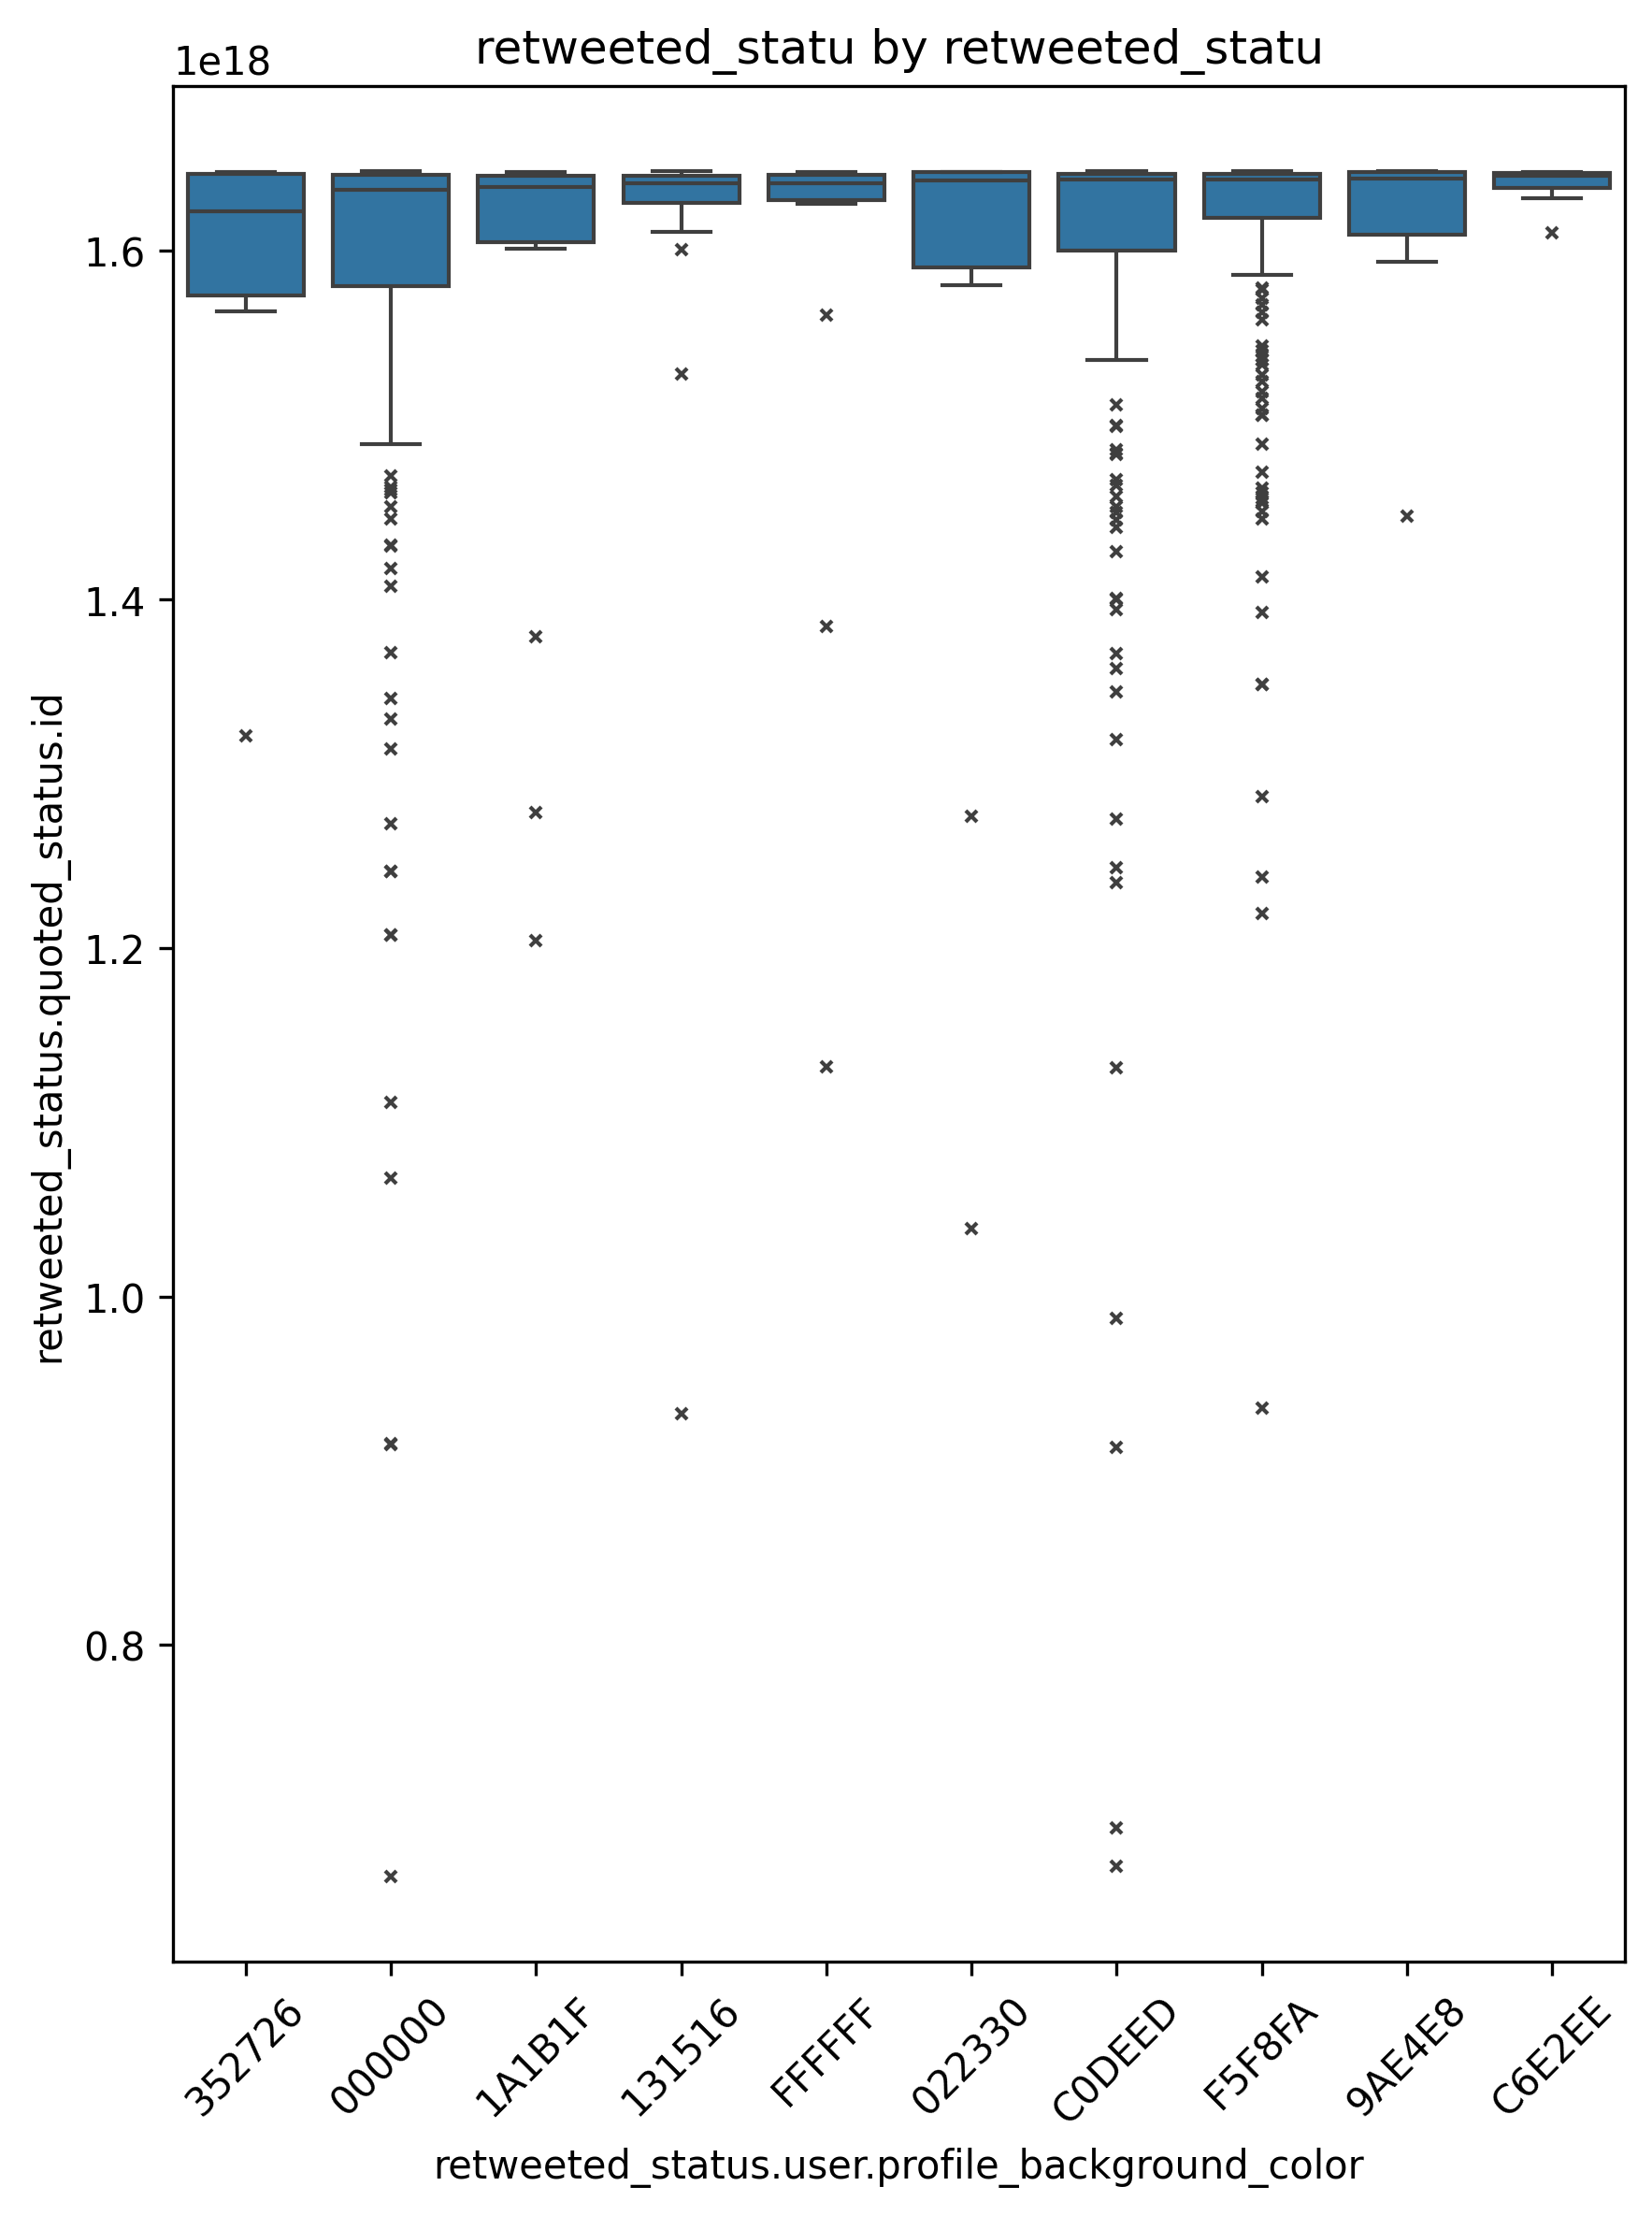 retweeted_statu by retweeted_statu
1e18
1.6
1.4
1.2
1.0
0.8
retweeted_status.quoted_status.id
352726
000000
1A1B1F
131516
FFFFFF
022330
C0DEED
F5F8FA
9AE4E8
C6E2EE
retweeted_status.user.profile_background_color